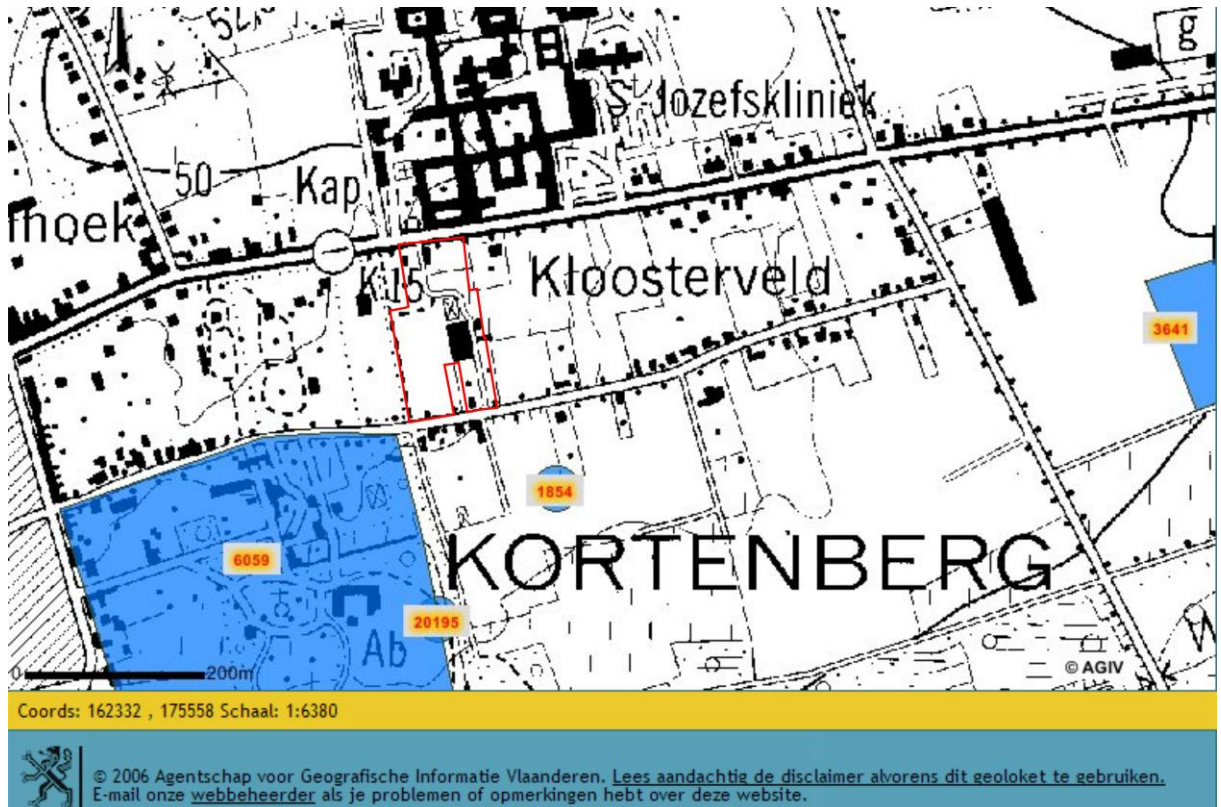 52,5
g
St Jozefskliniek
50
Kap
hoek
K15
Kloosterveld
3641
1854
6059
KORTENBERG
20195
Ab
0 200m
© AGIV
Coords: 162332 , 175558 Schaal: 1:6380
© 2006 Agentschap voor Geografische Informatie Vlaanderen. Lees aandachtig de disclaimer alvorens dit geoloket te gebruiken.
E-mail onze webbeheerder als je problemen of opmerkingen hebt over deze website.